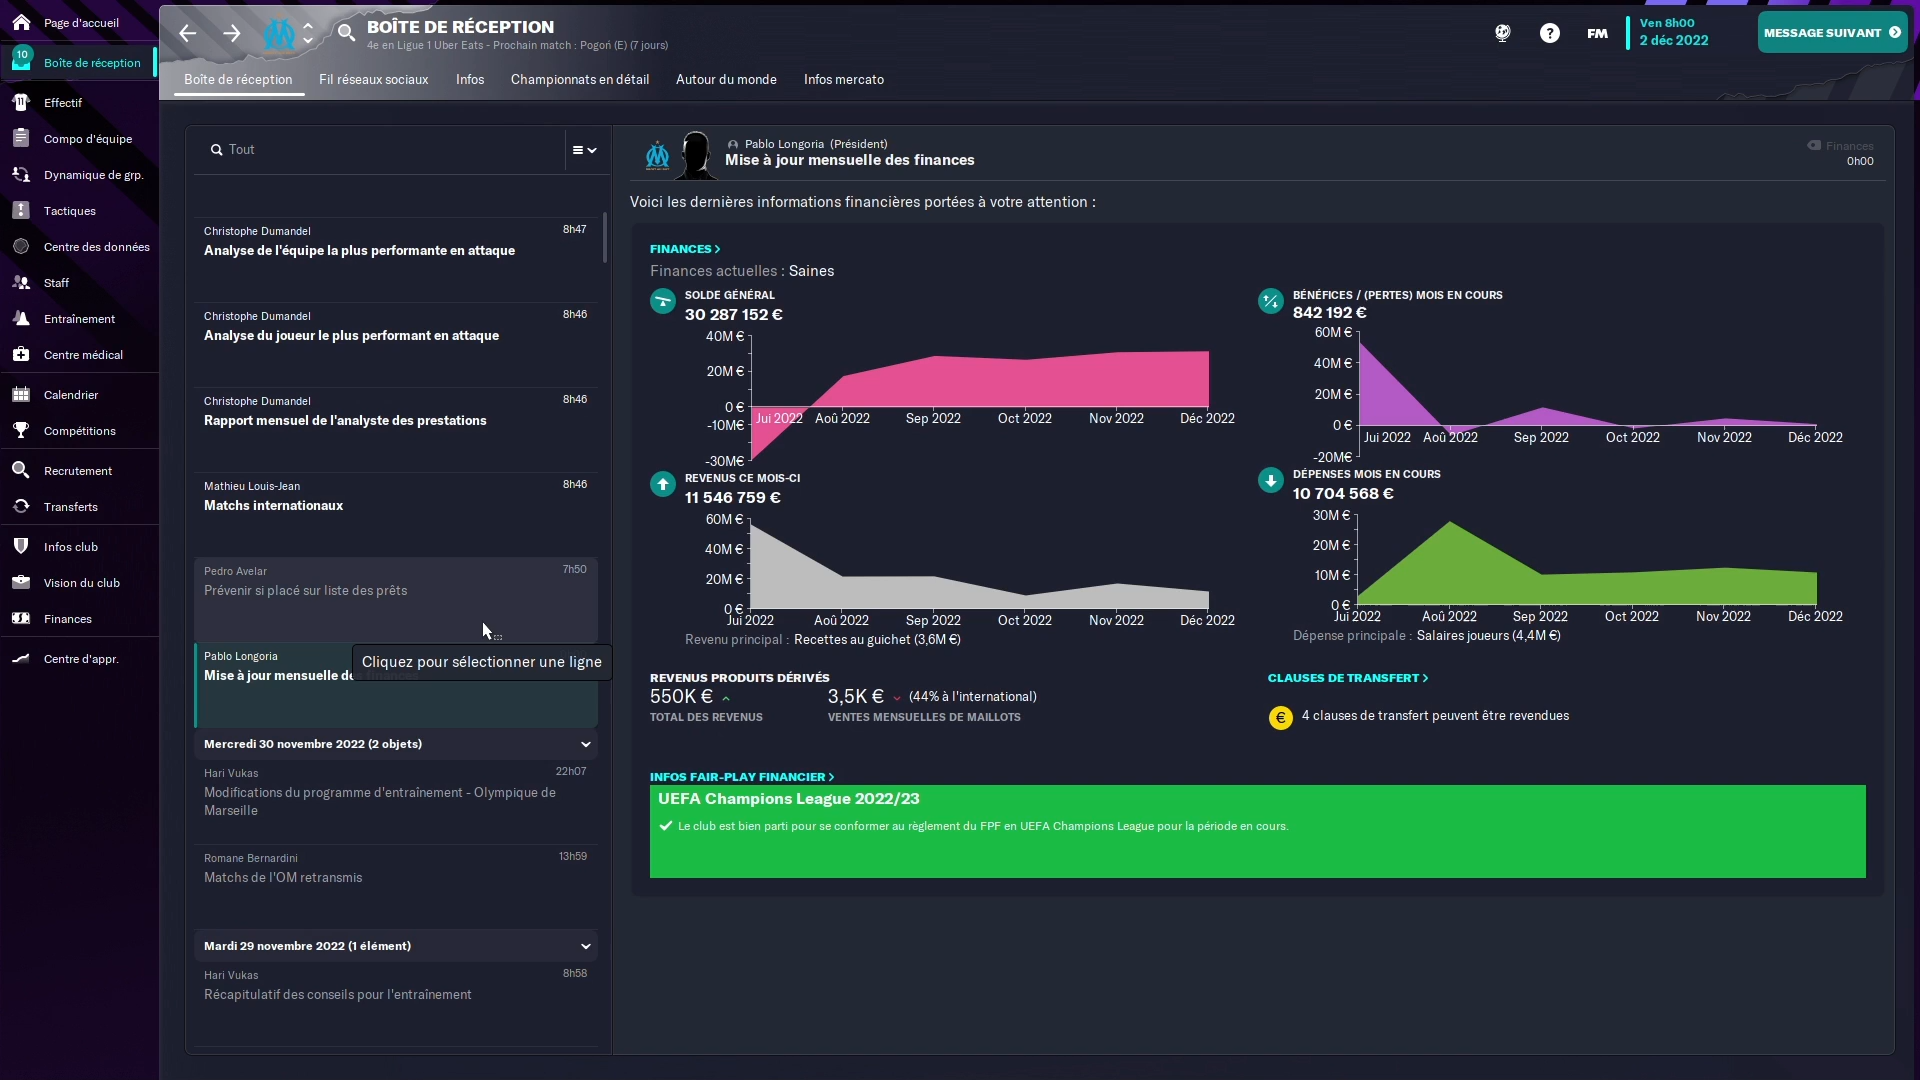 Page d'accueil
10
Boîte de réception
Effectif
Compo d'équipe
Dynamique de grp.
Tactiques
Centre des données
Staff
Entraînement
Centre médical
Calendrier
Compétitions
Recrutement
Transferts
Infos club
Vision du club
Finances
Centre d'appr.
BOÎTE DE RÉCEPTION
4e en Ligue 1 Uber Eats - Prochain match : Pogoń (E) (7 jours)
FM
Ven 8h00
2 déc 2022
MESSAGE SUIVANT
Boîte de réception
Fil réseaux sociaux
Infos
Championnats en détail
Autour du monde
Infos mercato
Tout
Christophe Dumandel 8h47
Analyse de l'équipe la plus performante en attaque
Christophe Dumandel 8h46
Analyse du joueur le plus performant en attaque
Christophe Dumandel 8h46
Rapport mensuel de l'analyste des prestations
Mathieu Louis-Jean 8h46
Matchs internationaux
Pedro Avelar 7h50
Prévenir si placé sur liste des prêts
Pablo Longoria
Mise à jour mensuelle de
Cliquez pour sélectionner une ligne
Mercredi 30 novembre 2022 (2 objets)
Hari Vukas 22h07
Modifications du programme d'entraînement - Olympique de
Marseille
Romane Bernardini 13h59
Matchs de l'OM retransmis
Mardi 29 novembre 2022 (1 élément)
Hari Vukas 8h58
Récapitulatif des conseils pour l'entraînement
Pablo Longoria (Président)
Mise à jour mensuelle des finances
Finances
0h00
Voici les dernières informations financières portées à votre attention :
FINANCES
Finances actuelles : Saines
SOLDE GÉNÉRAL
30 287 152 €
40M €
20M €
0 €
-10M€
-30M€
Jui 2022 Aoû 2022 Sep 2022 Oct 2022 Nov 2022 Déc 2022
BÉNÉFICES / (PERTES) MOIS EN COURS
842 192 €
60M €
40M €
20M €
0 €
-20M€
Jui 2022 Aoû 2022 Sep 2022 Oct 2022 Nov 2022 Déc 2022
REVENUS CE MOIS-CI
11 546 759 €
60M €
40M €
20M €
0 €
Jui 2022 Aoû 2022 Sep 2022 Oct 2022 Nov 2022 Déc 2022
Revenu principal : Recettes au guichet (3,6M €)
DÉPENSES MOIS EN COURS
10 704 568 €
30M €
20M €
10M €
0 €
Jui 2022 Aoû 2022 Sep 2022 Oct 2022 Nov 2022 Déc 2022
Dépense principale : Salaires joueurs (4,4M €)
REVENUS PRODUITS DÉRIVÉS
550K €
TOTAL DES REVENUS
3,5K € (44% à l'international)
VENTES MENSUELLES DE MAILLOTS
CLAUSES DE TRANSFERT
€ 4 clauses de transfert peuvent être revendues
INFOS FAIR-PLAY FINANCIER
UEFA Champions League 2022/23
Le club est bien parti pour se conformer au règlement du FPF en UEFA Champions League pour la période en cours.